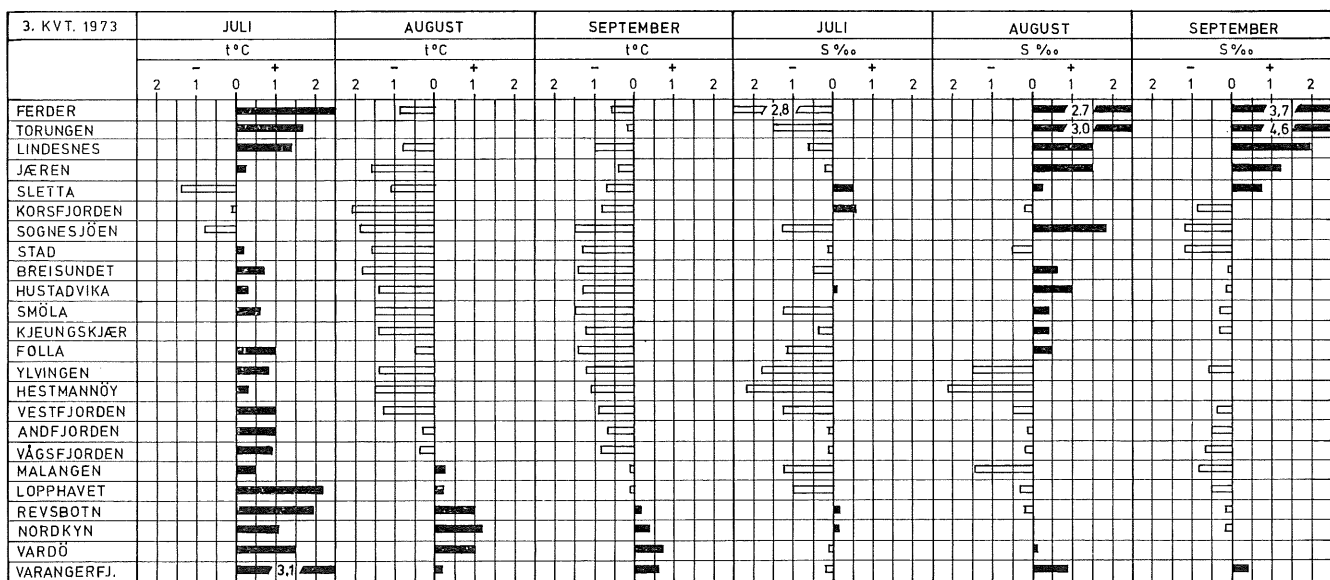 3. KVT. 1973 JULI AUGUST SEPTEMBER JULI AUGUST SEPTEMBER
t°C t°C t°C S ‰ S ‰ S ‰
− + − + − + − + − + − +
2 1 0 1 2 2 1 0 1 2 2 1 0 1 2 2 1 0 1 2 2 1 0 1 2 2 1 0 1 2
FERDER 2,8 2.7 3,7
TORUNGEN 3,0 4,6
LINDESNES
JÆREN
SLETTA
KORSFJORDEN
SOGNESJÖEN
STAD
BREISUNDET
HUSTADVIKA
SMÖLA
KJEUNGSKJÆR
FOLLA
YLVINGEN
HESTMANNÖY
VESTFJORDEN
ANDFJORDEN
VÅGSFJORDEN
MALANGEN
LOPPHAVET
REVSBOTN
NORDKYN
VARDÖ
VARANGERFJ. 3,1